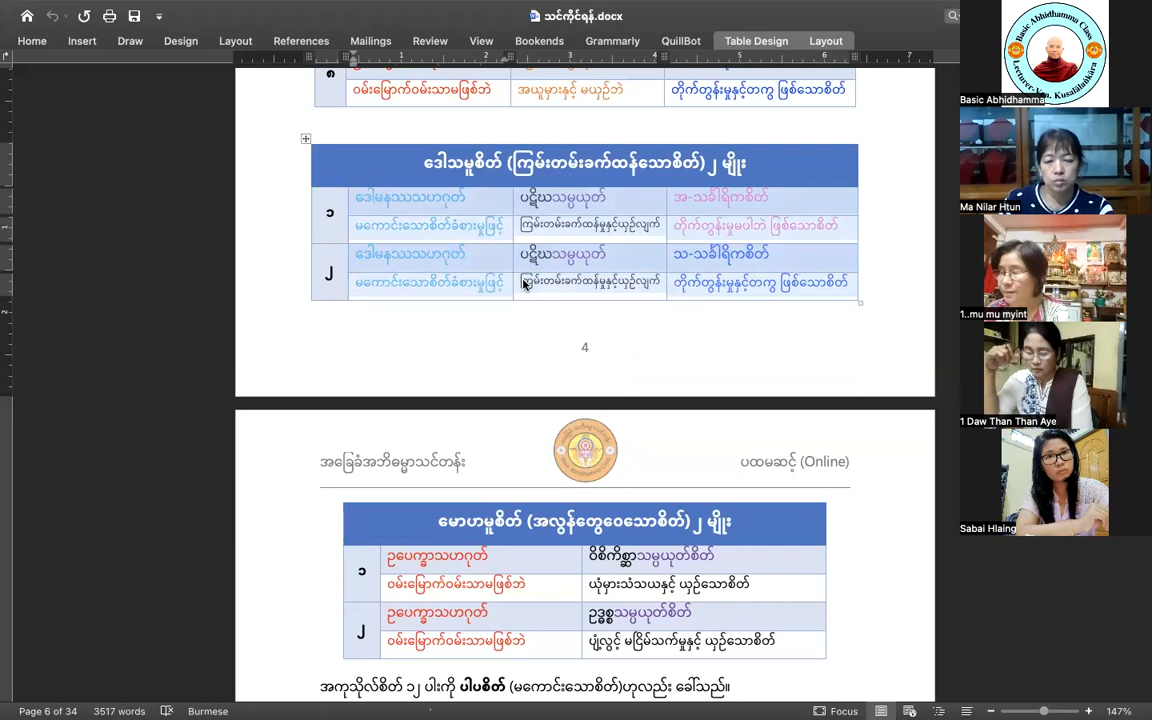 သင်ကိုင်ရန်.docx
Home Insert Draw Design Layout References Mailings Review View Bookends Grammarly QuillBot Table Design Layout
1 2 3 4 5 6 7
၈
ဝမ်းမြောက်ဝမ်းသာမဖြစ်ဘဲ အယူမှားနှင့် မယှဉ်ဘဲ တိုက်တွန်းမှုနှင့်တကွ ဖြစ်သောစိတ်
ဒေါသမူစိတ် (ကြမ်းတမ်းခက်ထန်သောစိတ်) ၂ မျိုး
၁
ဒေါမနဿသဟဂုတ် ပဋိဃသမ္ပယုတ် အ-သင်္ခါရိကစိတ်
မကောင်းသောစိတ်ခံစားမှုဖြင့် ကြမ်းတမ်းခက်ထန်မှုနှင့်ယှဉ်လျက် တိုက်တွန်းမှုမပါဘဲ ဖြစ်သောစိတ်
၂
ဒေါမနဿသဟဂုတ် ပဋိဃသမ္ပယုတ် သ-သင်္ခါရိကစိတ်
မကောင်းသောစိတ်ခံစားမှုဖြင့် ကြမ်းတမ်းခက်ထန်မှုနှင့်ယှဉ်လျက် တိုက်တွန်းမှုနှင့်တကွ ဖြစ်သောစိတ်
4
အခြေခံအဘိဓမ္မာသင်တန်း ပထမဆင့် (Online)
မောဟမူစိတ် (အလွန်တွေဝေသောစိတ်) ၂ မျိုး
၁
ဥပေက္ခာသဟဂုတ် ဝိစိကိစ္ဆာသမ္ပယုတ်စိတ်
ဝမ်းမြောက်ဝမ်းသာမဖြစ်ဘဲ ယုံမှားသံသယနှင့် ယှဉ်သောစိတ်
၂
ဥပေက္ခာသဟဂုတ် ဥဒ္ဓစ္စသမ္ပယုတ်စိတ်
ဝမ်းမြောက်ဝမ်းသာမဖြစ်ဘဲ ပျံ့လွင့် မငြိမ်သက်မှုနှင့် ယှဉ်သောစိတ်
အကုသိုလ်စိတ် ၁၂ ပါးကို ပါပစိတ် (မကောင်းသောစိတ်)ဟုလည်း ခေါ်သည်။
Page 6 of 34 3517 words Burmese Focus 147%
Basic Abhidhamma Class
Lecturer-Ven. Kusalālaṅkāra
Basic Abhidhamma
Ma Nilar Htun
1..mu mu myint
1 Daw Than Than Aye
Sabai Hlaing